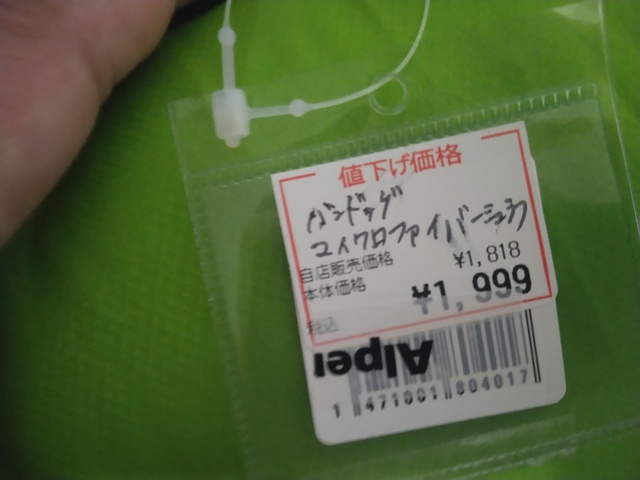 値下げ価格
バンドッグ
マイクロファイバーシュラフ
自店販売価格
¥1,818
本体価格
¥1,999
税込
Alpen
1 471001 804017